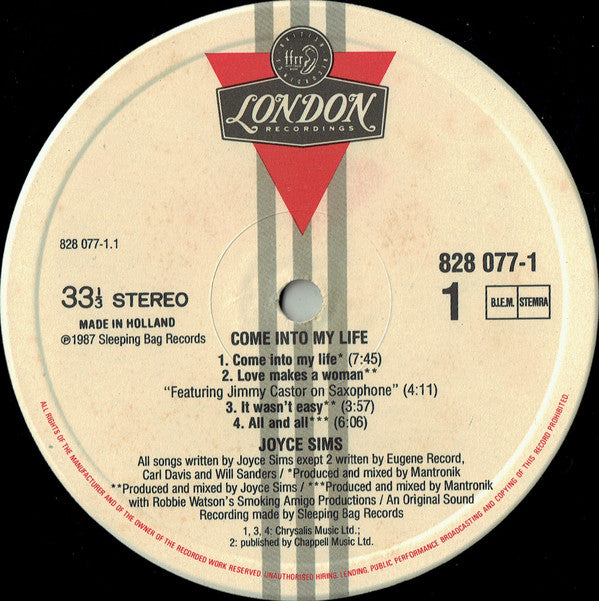 BRITISH
ffrr
RECORDINGS
LONDON
RECORDINGS
828 077-1.1
828 077-1
33⅓ STEREO
1
B.I.E.M. STEMRA
MADE IN HOLLAND
℗1987 Sleeping Bag Records
COME INTO MY LIFE
1. Come into my life* (7:45)
2. Love makes a woman**
"Featuring Jimmy Castor on Saxophone" (4:11)
3. It wasn't easy** (3:57)
4. All and all*** (6:06)
JOYCE SIMS
All songs written by Joyce Sims exept 2 written by Eugene Record,
Carl Davis and Will Sanders / *Produced and mixed by Mantronik
**Produced and mixed by Joyce Sims / ***Produced and mixed by Mantronik
with Robbie Watson's Smoking Amigo Productions / An Original Sound
Recording made by Sleeping Bag Records
1, 3, 4: Chrysalis Music Ltd.;
2: published by Chappell Music Ltd.
ALL RIGHTS OF THE MANUFACTURER AND OF THE OWNER OF THE RECORDED WORK RESERVED. UNAUTHORISED HIRING, LENDING, PUBLIC PERFORMANCE BROADCASTING AND COPYING OF THIS RECORD PROHIBITED.